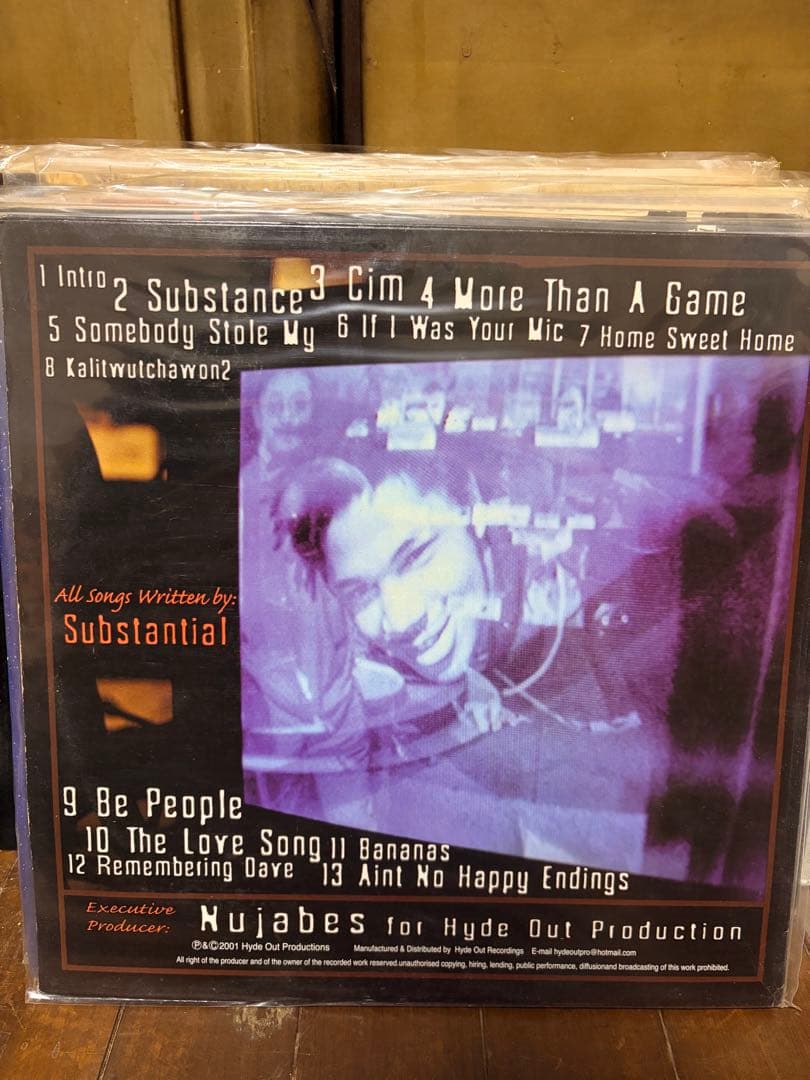 1 Intro 2 Substance 3 Cim 4 More Than A Game
5 Somebody Stole My 6 If I Was Your Mic 7 Home Sweet Home
8 Kalitwutchawon2
All Songs Written by:
Substantial
9 Be People
10 The Love Song 11 Bananas
12 Remembering Dave 13 Aint No Happy Endings
Executive
Producer: Nujabes for Hyde Out Production
℗&©2001 Hyde Out Productions Manufactured & Distributed by Hyde Out Recordings E-mail hydeoutpro@hotmail.com
All right of the producer and of the owner of the recorded work reserved.unauthorised copying, hiring, lending, public performance, diffusionand broadcasting of this work prohibited.